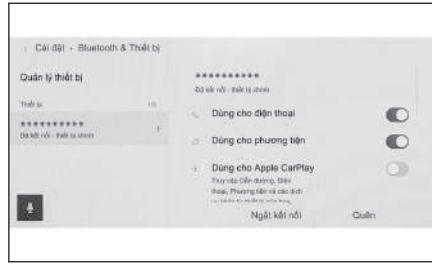 Cài đặt - Bluetooth & Thiết bị
Quản lý thiết bị
Thiết bị
**********
Đã kết nối - thiết bị chính
**********
Đã kết nối - thiết bị chính
Dùng cho điện thoại
Dùng cho phương tiện
Dùng cho Apple CarPlay
Truy cập Dẫn đường, Điện
thoại, Phương tiện và các dịch
Ngắt kết nối
Quên